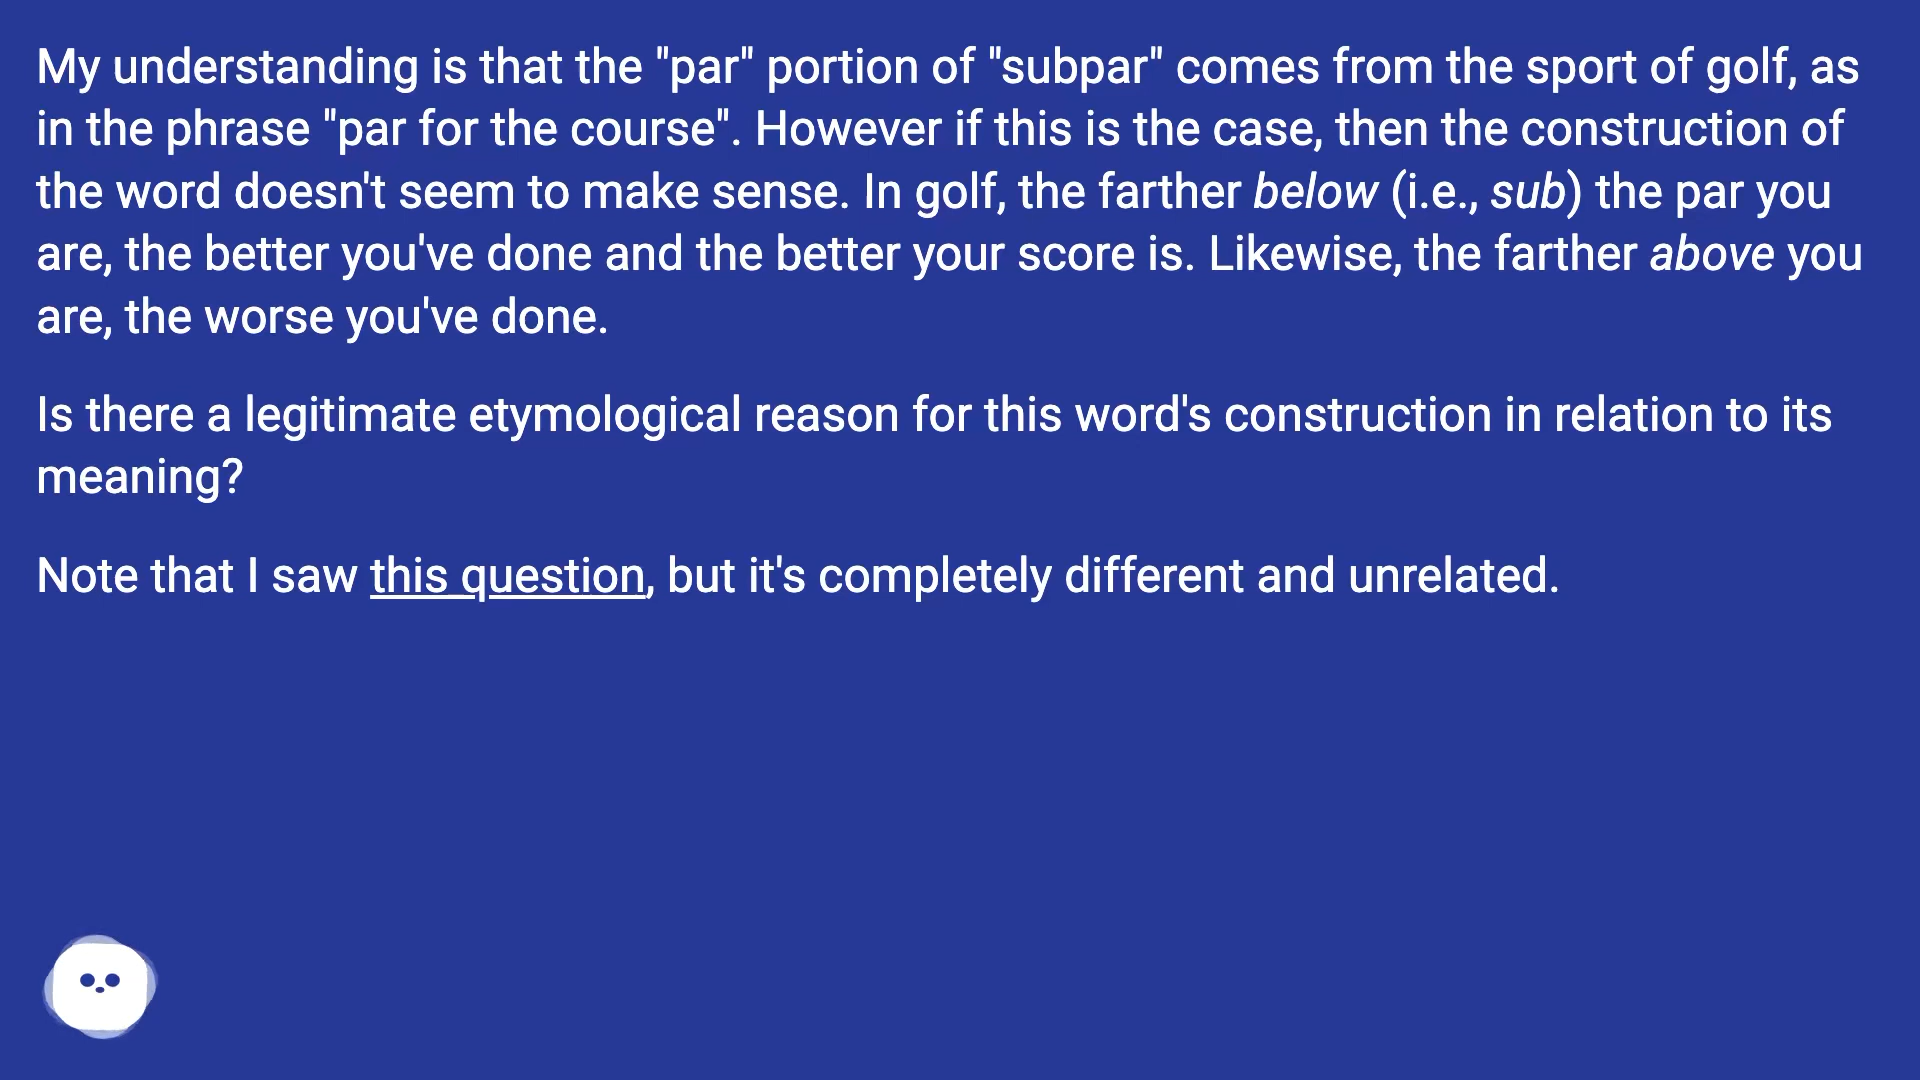 My understanding is that the "par" portion of "subpar" comes from the sport of golf, as
in the phrase "par for the course". However if this is the case, then the construction of
the word doesn't seem to make sense. In golf, the farther below (i.e., sub) the par you
are, the better you've done and the better your score is. Likewise, the farther above you
are, the worse you've done.
Is there a legitimate etymological reason for this word's construction in relation to its
meaning?
Note that I saw this question, but it's completely different and unrelated.